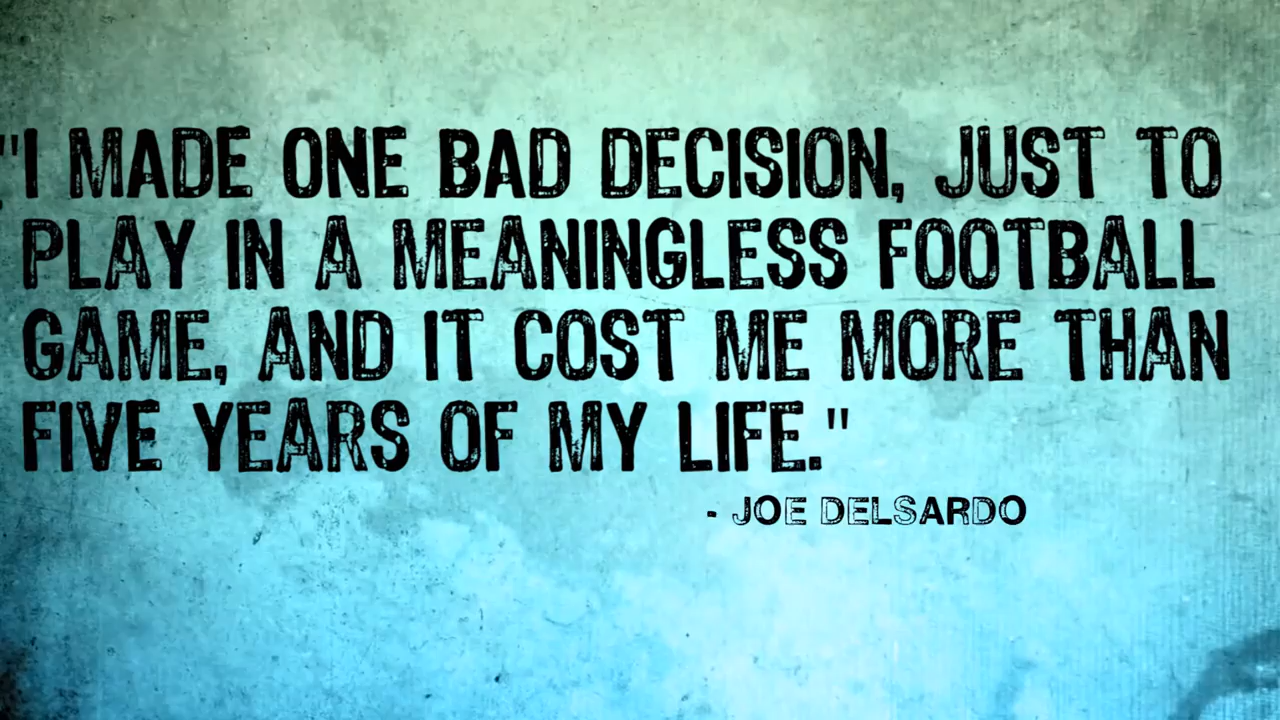 "I MADE ONE BAD DECISION, JUST TO
PLAY IN A MEANINGLESS FOOTBALL
GAME, AND IT COST ME MORE THAN
FIVE YEARS OF MY LIFE."
- JOE DELSARDO